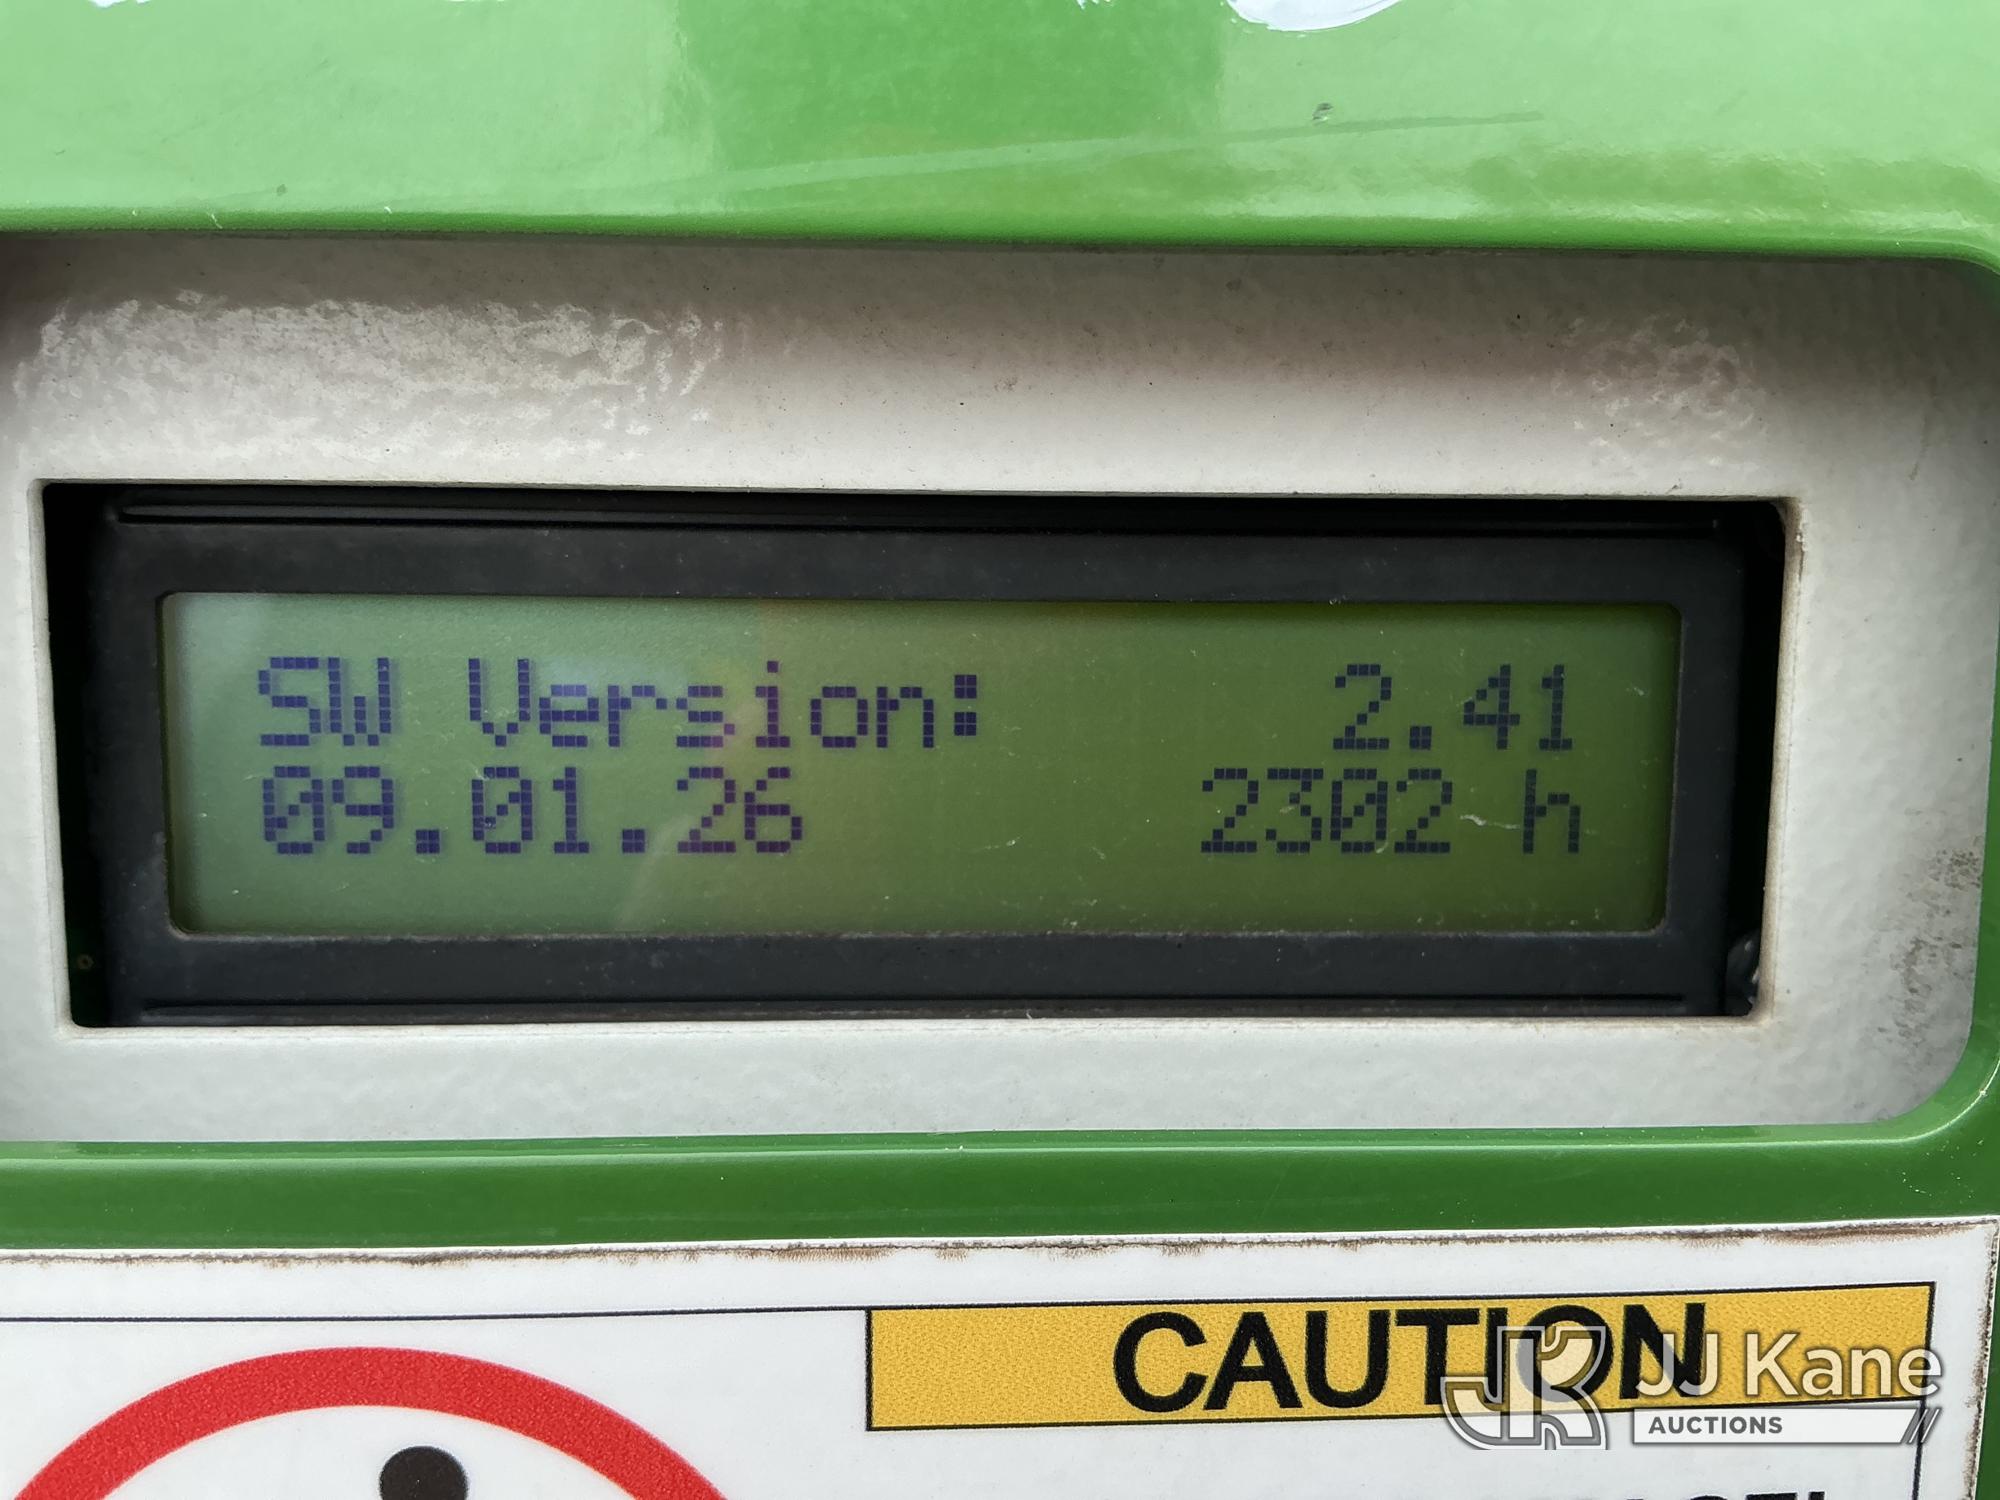 SW Version: 2.41
09.01.26 2302 h
CAUTION
JJ Kane
AUCTIONS